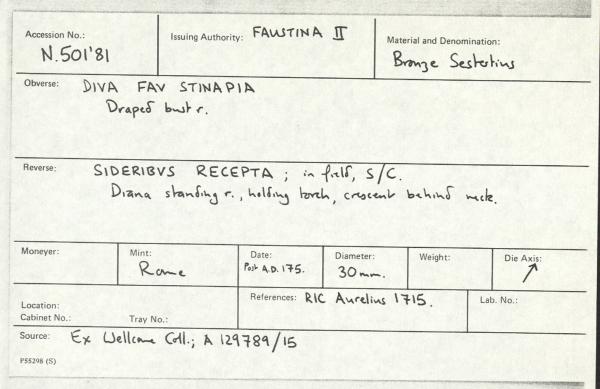 Accession No.: N.501'81
Issuing Authority: FAUSTINA II
Material and Denomination: Bronze Sestertius
Obverse: DIVA FAV STINAPIA
Draped bust r.
Reverse: SIDERIBVS RECEPTA ; in field, S/C.
Diana standing r., holding torch, crescent behind neck.
Moneyer:
Mint: Rome
Date: Post A.D. 175.
Diameter: 30mm.
Weight:
Die Axis: ↗
Location:
Cabinet No.: Tray No.:
References: RIC Aurelius 1715.
Lab. No.:
Source: Ex Wellcome Coll.; A 129789/15
P55298 (S)